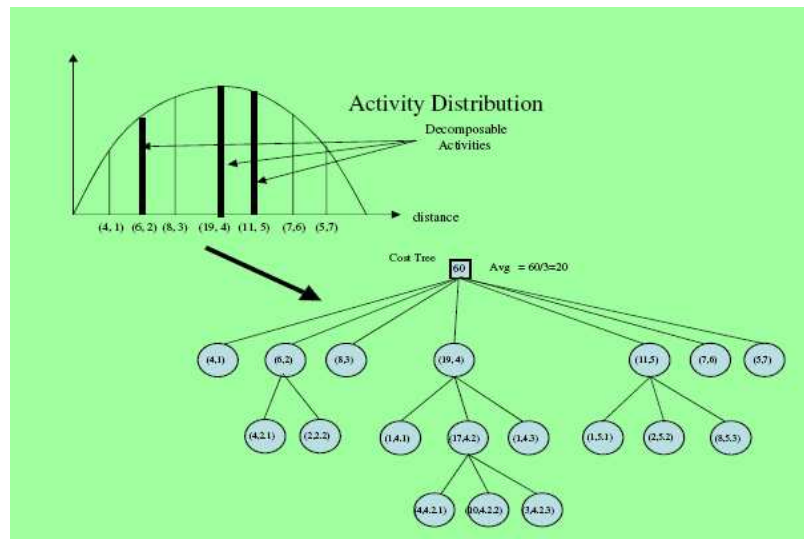 Activity Distribution
Decomposable
Activities
distance
(4, 1) (6, 2) (8, 3) (19, 4) (11, 5) (7,6) (5,7)
Cost Tree
60
Avg = 60/3=20
(4,1) (6,2) (8,3) (19, 4) (11,5) (7,6) (5,7)
(4,2.1) (2,2.2) (1,4.1) (17,4.2) (1,4.3) (1,5.1) (2,5.2) (8,5.3)
(4,4.2.1) (10,4.2.2) 3,4.2.3)